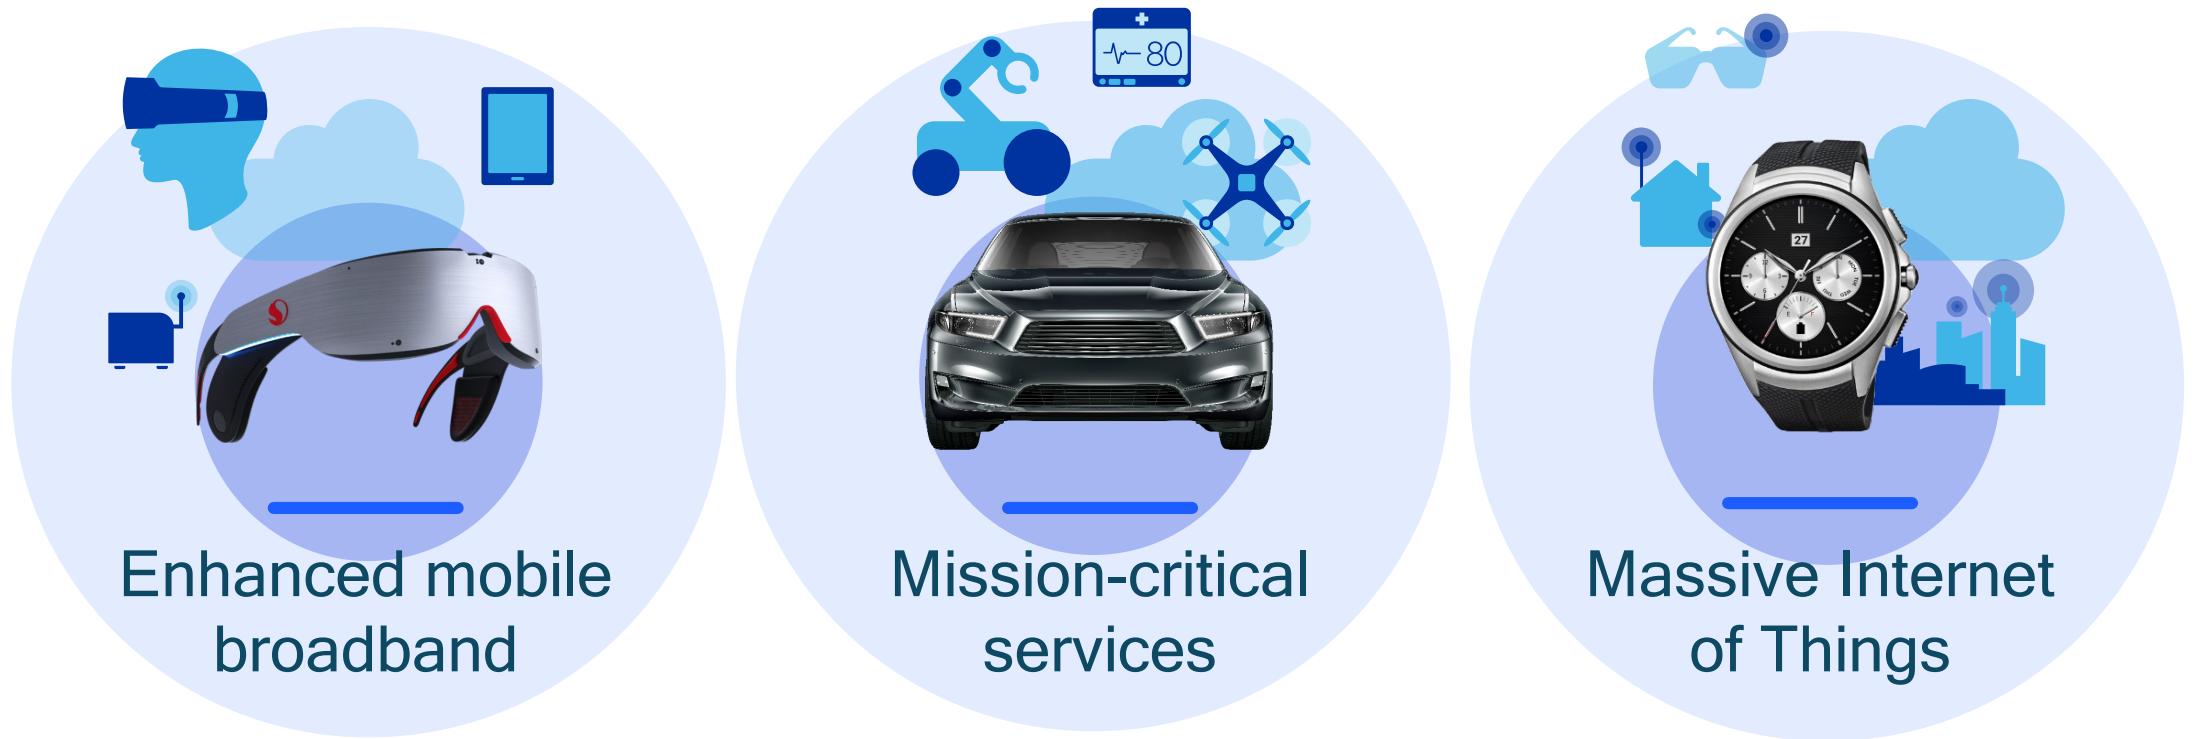 80
27
Enhanced mobile
broadband
Mission-critical
services
Massive Internet
of Things